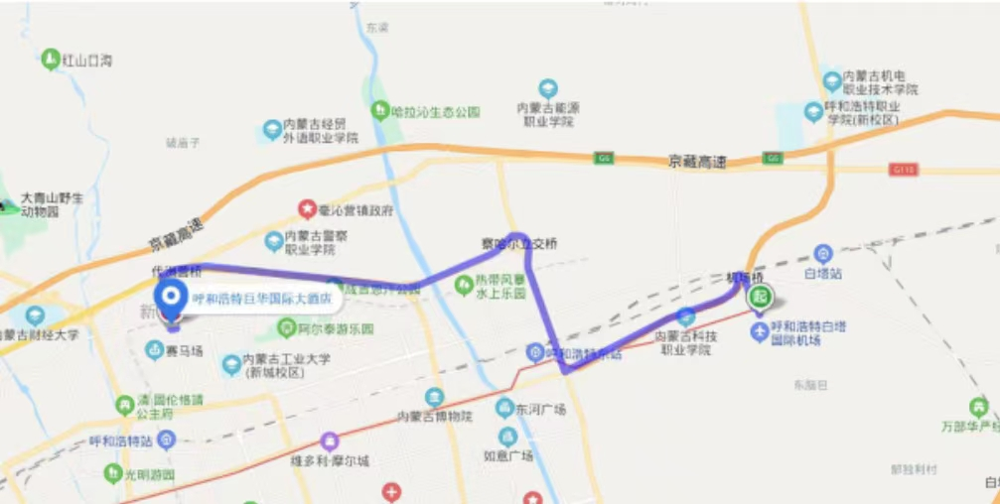 东梁
红山口沟
哈拉沁生态公园
内蒙古能源
职业学院
内蒙古机电
职业技术学院
呼和浩特职业
学院(新校区)
内蒙古经贸
外语职业学院
破庙子
G6
京藏高速
G6
G110
大青山野生
动物园
毫沁营镇政府
京藏高速
内蒙古警察
职业学院
察哈尔立交桥
白塔站
热带风暴
水上乐园
机场桥
起
呼和浩特巨华国际大酒店
新
内蒙古财经大学
阿尔泰游乐园
呼和浩特白塔
国际机场
内蒙古科技
职业学院
赛马场
呼和浩特东站
内蒙古工业大学
(新城校区)
清·固伦恪靖
公主府
内蒙古博物院
东河广场
万部华严经
呼和浩特站
维多利·摩尔城
如意广场
光明游园
白塔